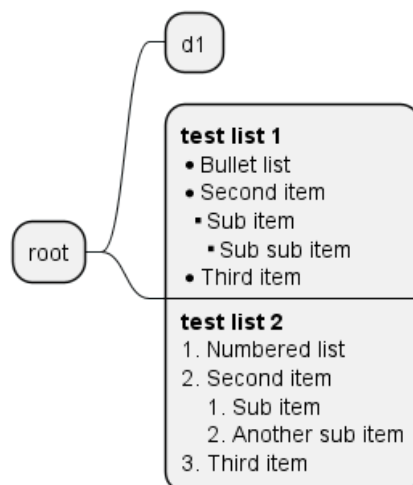 d1
root
test list 1
• Bullet list
• Second item
▪ Sub item
▪ Sub sub item
• Third item
test list 2
1. Numbered list
2. Second item
1. Sub item
2. Another sub item
3. Third item